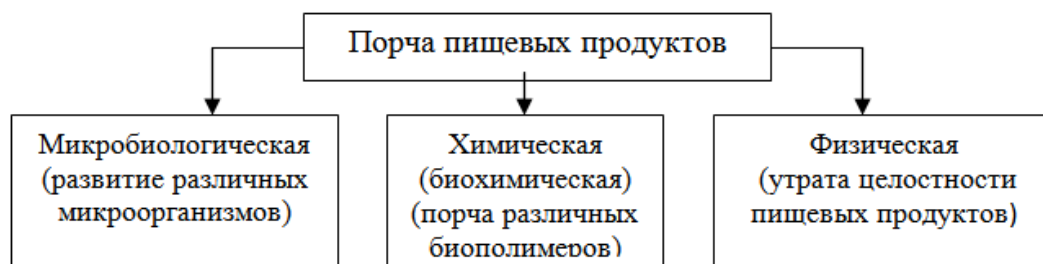 Порча пищевых продуктов
Микробиологическая
(развитие различных
микроорганизмов)
Химическая
(биохимическая)
(порча различных
биополимеров)
Физическая
(утрата целостности
пищевых продуктов)